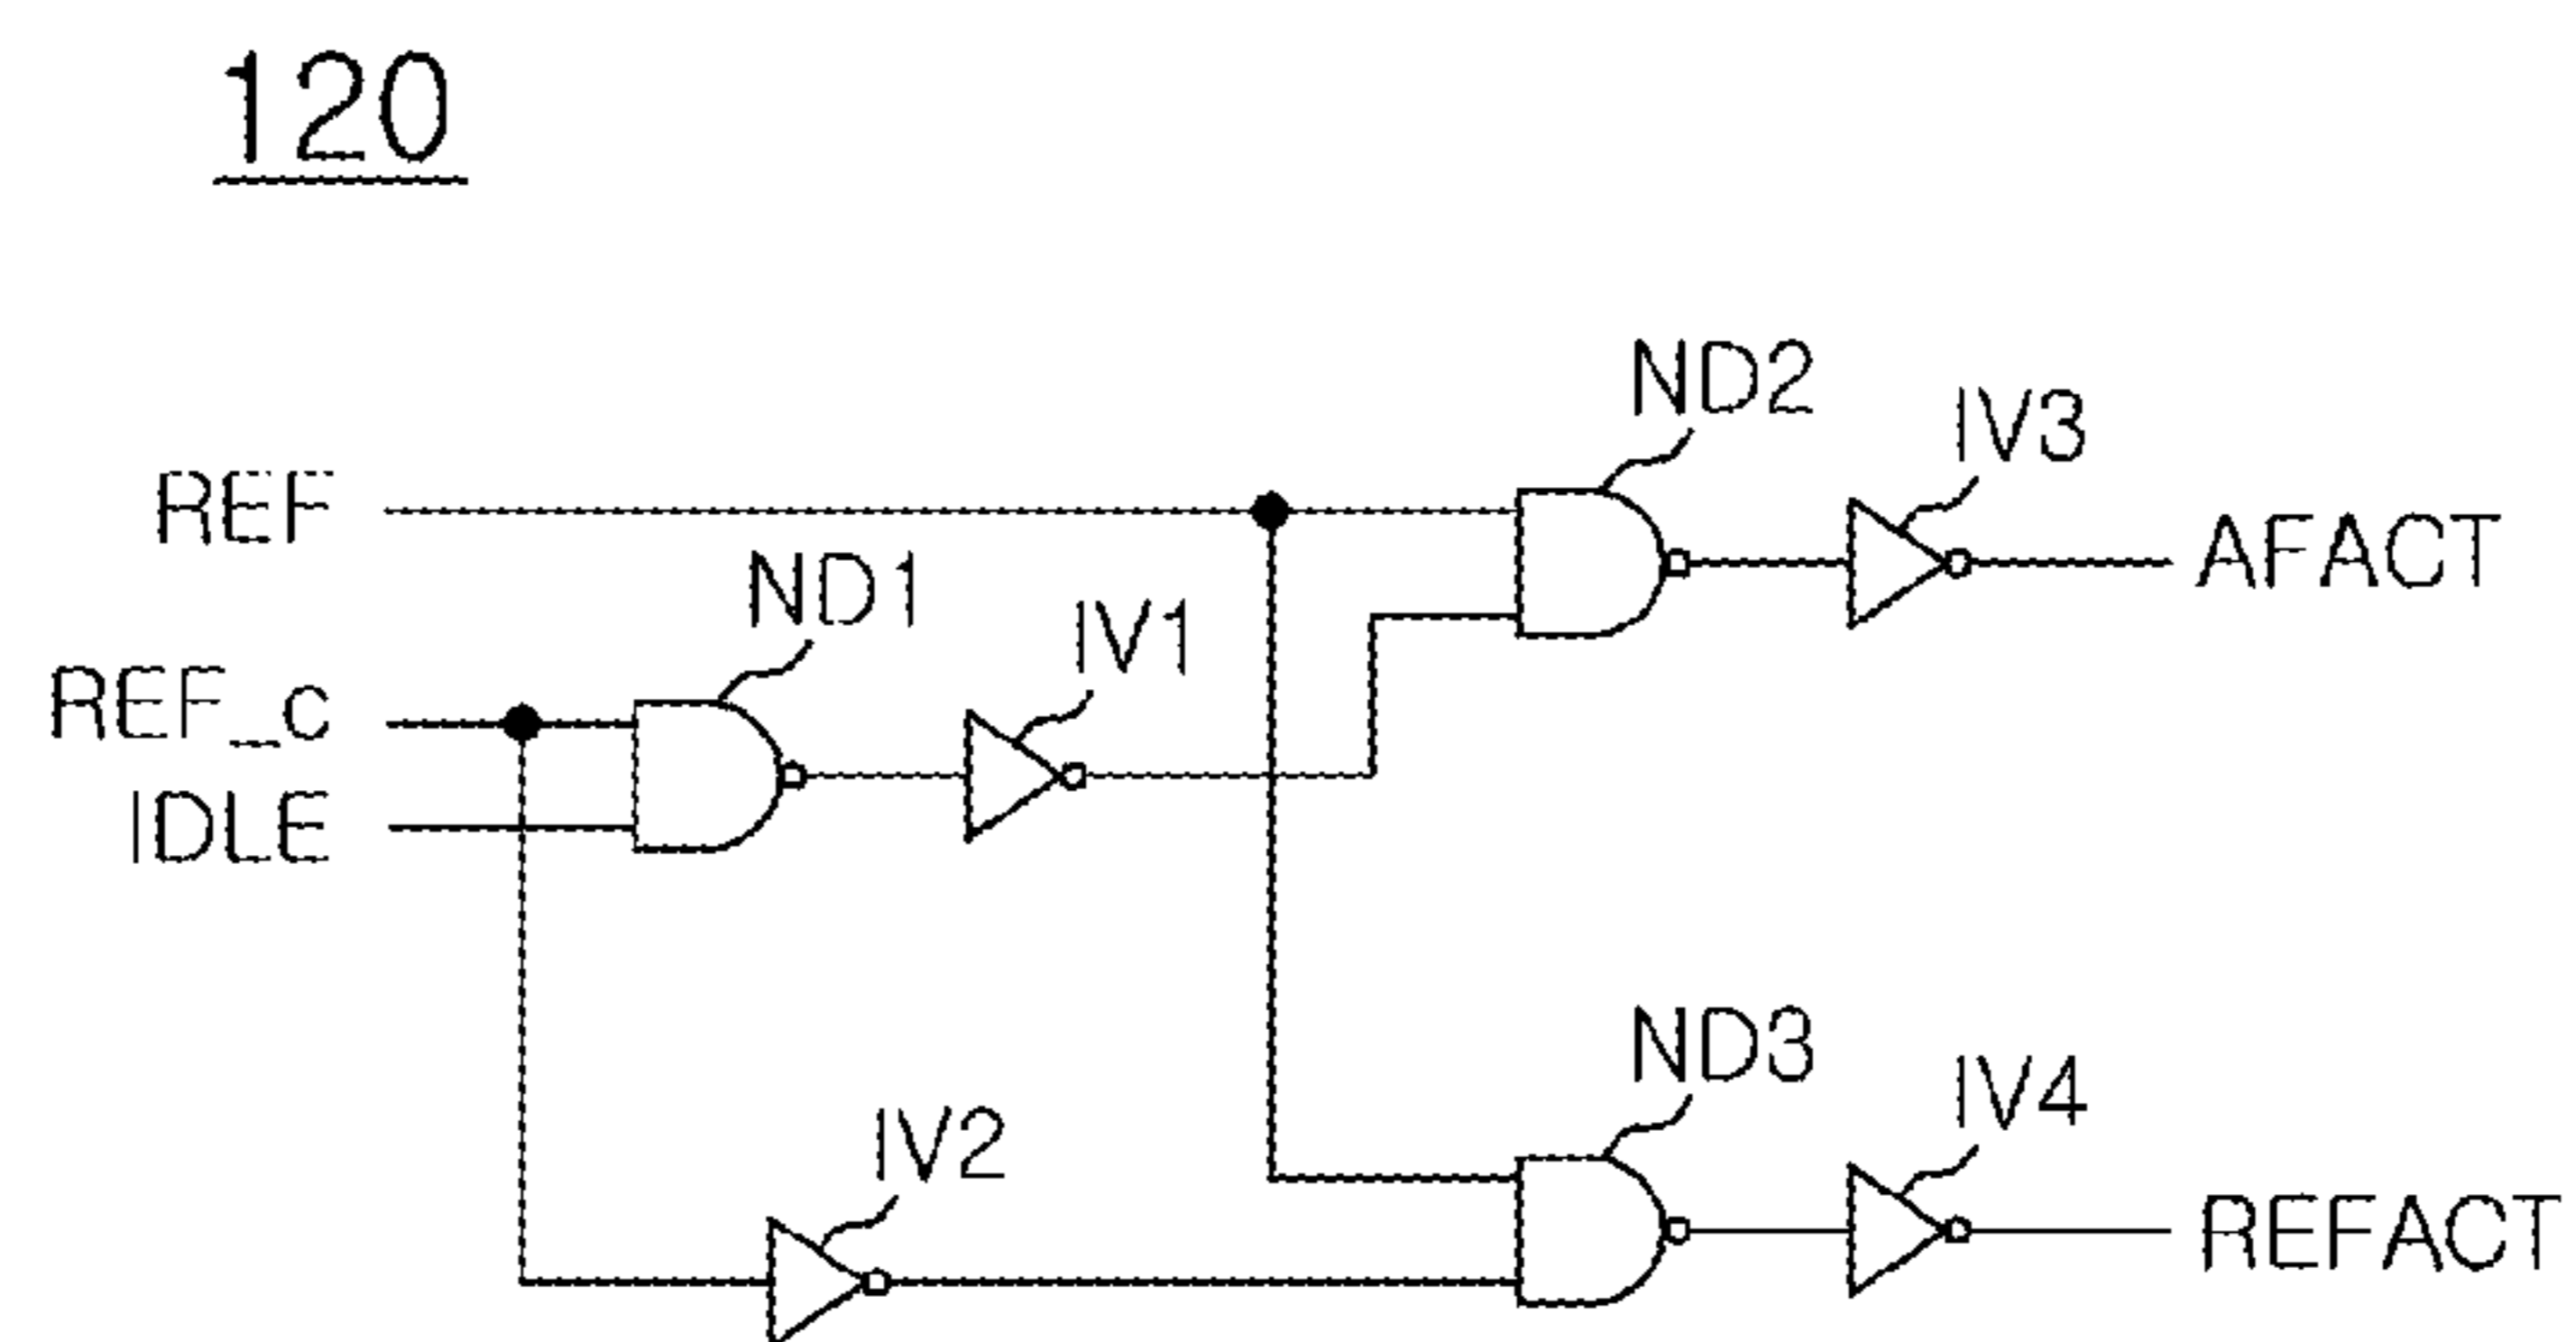 120
ND2
IV3
REF
AFACT
ND1
IV1
REF_c
IDLE
ND3
IV4
IV2
REFACT